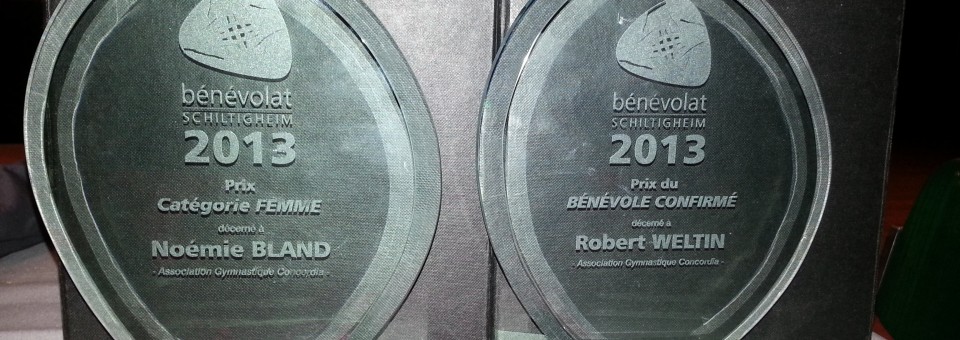 bénévolat
SCHILTIGHEIM
2013
Prix
Catégorie FEMME
décerné à
Noémie BLAND
- Association Gymnastique Concordia -
bénévolat
SCHILTIGHEIM
2013
Prix du
BÉNÉVOLE CONFIRMÉ
décerné à
Robert WELTIN
- Association Gymnastique Concordia -